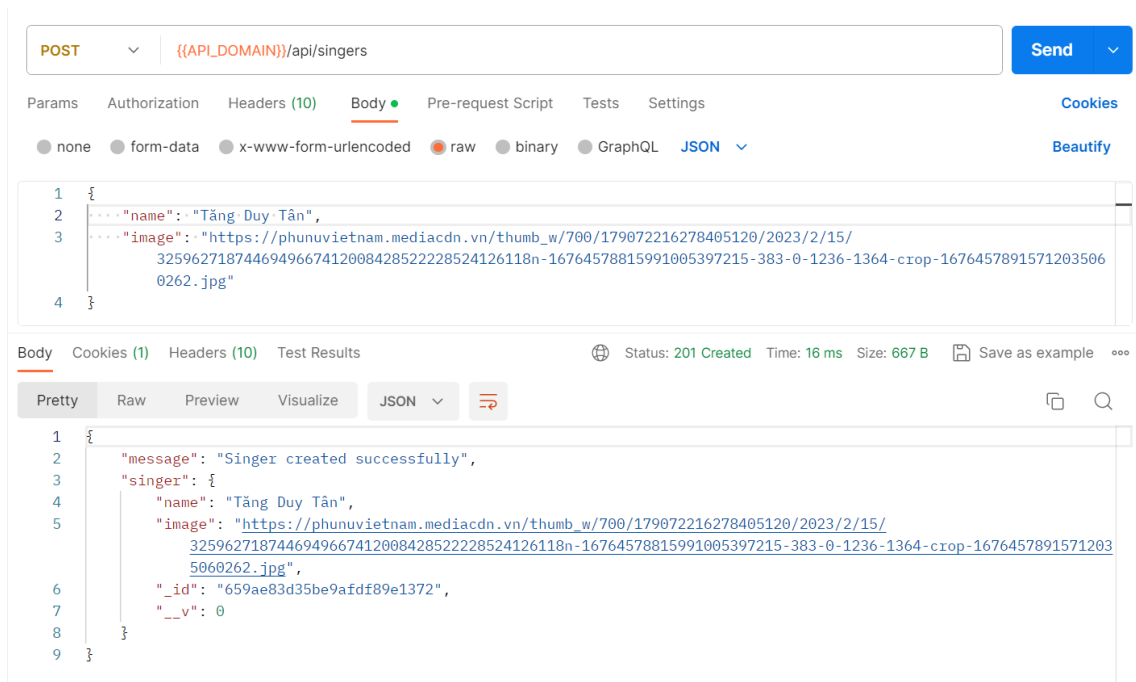 POST {{API_DOMAIN}}/api/singers Send
Params Authorization Headers (10) Body Pre-request Script Tests Settings Cookies
none form-data x-www-form-urlencoded raw binary GraphQL JSON Beautify
1 {
2 "name": "Tăng Duy Tân",
3 "image": "https://phunuvietnam.mediacdn.vn/thumb_w/700/179072216278405120/2023/2/15/
325962718744694966741200842852222852412​6118n-16764578815991005397215-383-0-1236-1364-crop-1676457891571203506
0262.jpg"
4 }
Body Cookies (1) Headers (10) Test Results Status: 201 Created Time: 16 ms Size: 667 B Save as example
Pretty Raw Preview Visualize JSON
1 {
2 "message": "Singer created successfully",
3 "singer": {
4 "name": "Tăng Duy Tân",
5 "image": "https://phunuvietnam.mediacdn.vn/thumb_w/700/179072216278405120/2023/2/15/
325962718744694966741200842852222852412​6118n-16764578815991005397215-383-0-1236-1364-crop-167645789157120​3
5060262.jpg",
6 "_id": "659ae83d35be9afdf89e1372",
7 "__v": 0
8 }
9 }